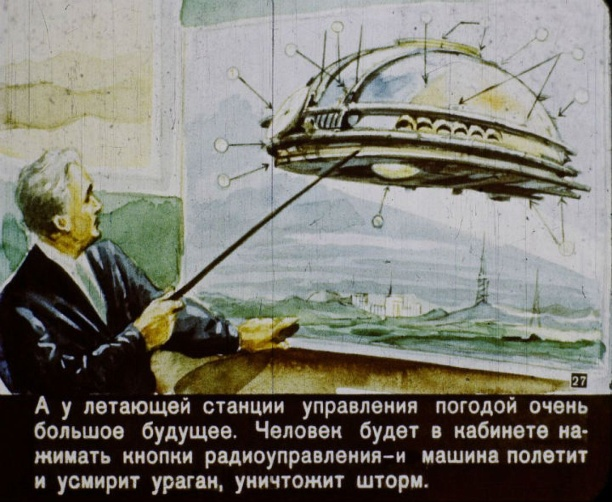 27
А у летающей станции управления погодой очень
большое будущее. Человек будет в кабинете на-
жимать кнопки радиоуправления-и машина полетит
и усмирит ураган, уничтожит шторм.